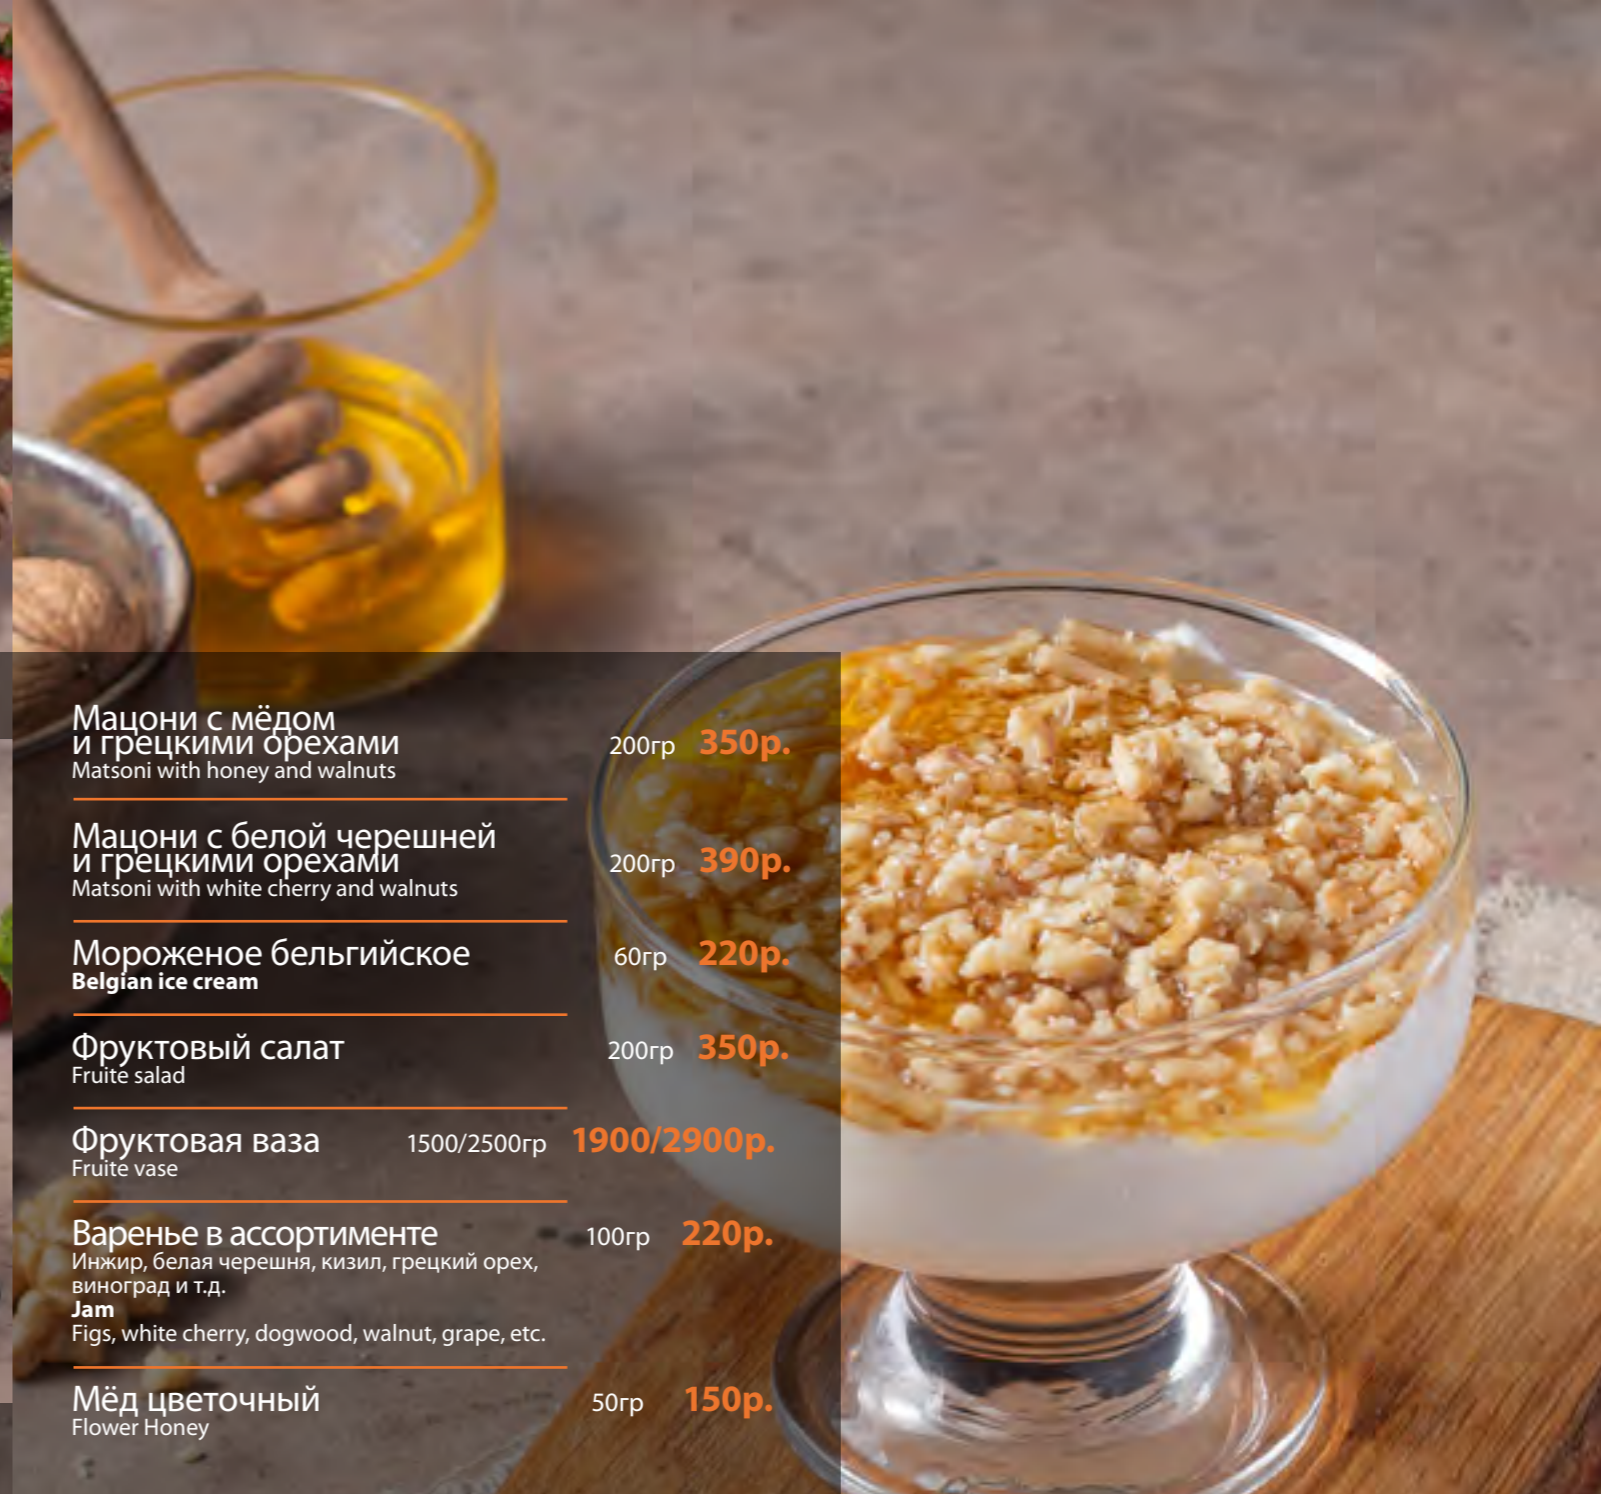 Мацони с мёдом
и грецкими орехами 200гр 350р.
Matsoni with honey and walnuts
Мацони с белой черешней
и грецкими орехами 200гр 390р.
Matsoni with white cherry and walnuts
Мороженое бельгийское 60гр 220р.
Belgian ice cream
Фруктовый салат 200гр 350р.
Fruite salad
Фруктовая ваза 1500/2500гр 1900/2900р.
Fruite vase
Варенье в ассортименте 100гр 220р.
Инжир, белая черешня, кизил, грецкий орех,
виноград и т.д.
Jam
Figs, white cherry, dogwood, walnut, grape, etc.
Мёд цветочный 50гр 150р.
Flower Honey